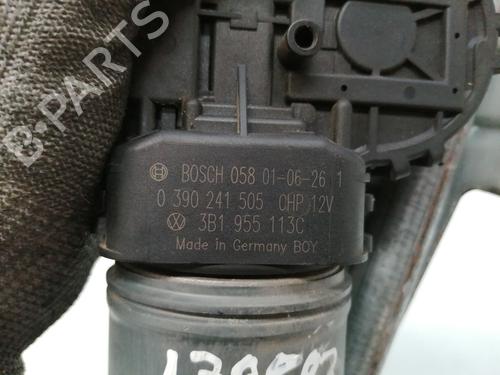 BOSCH 058 01-06-26 1
0 390 241 505 CHP 12V
3B1 955 113C
Made in Germany BOY
B-PARTS